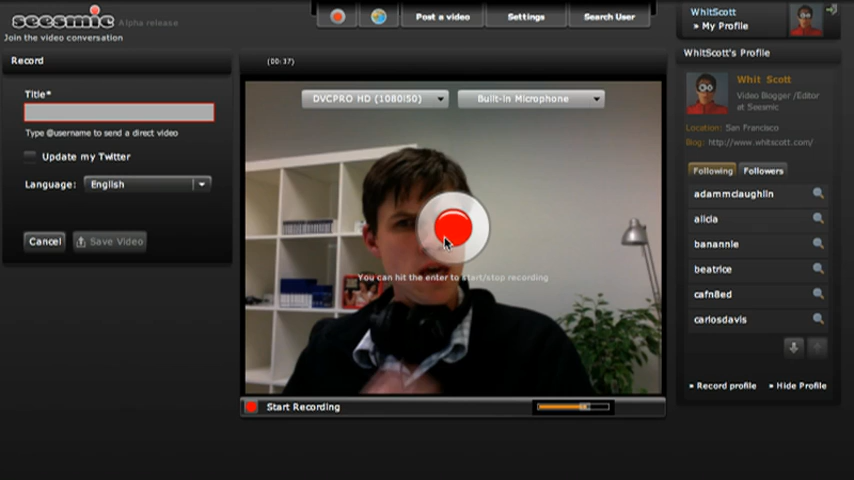 seesmic Alpha release
Join the video conversation
Post a video
Settings
Search User
WhitScott
» My Profile
Record
Title*
Type @username to send a direct video
Update my Twitter
Language: English
Cancel
Save Video
(00:37)
DVCPRO HD (1080i50)
Built-in Microphone
You can hit the enter to start/stop recording
Start Recording
WhitScott's Profile
Whit Scott
Video Blogger /Editor
at Seesmic
Location: San Francisco
Blog: http://www.whitscott.com/
Following
Followers
adammclaughlin
alicia
banannie
beatrice
cafn8ed
carlosdavis
» Record profile
» Hide Profile